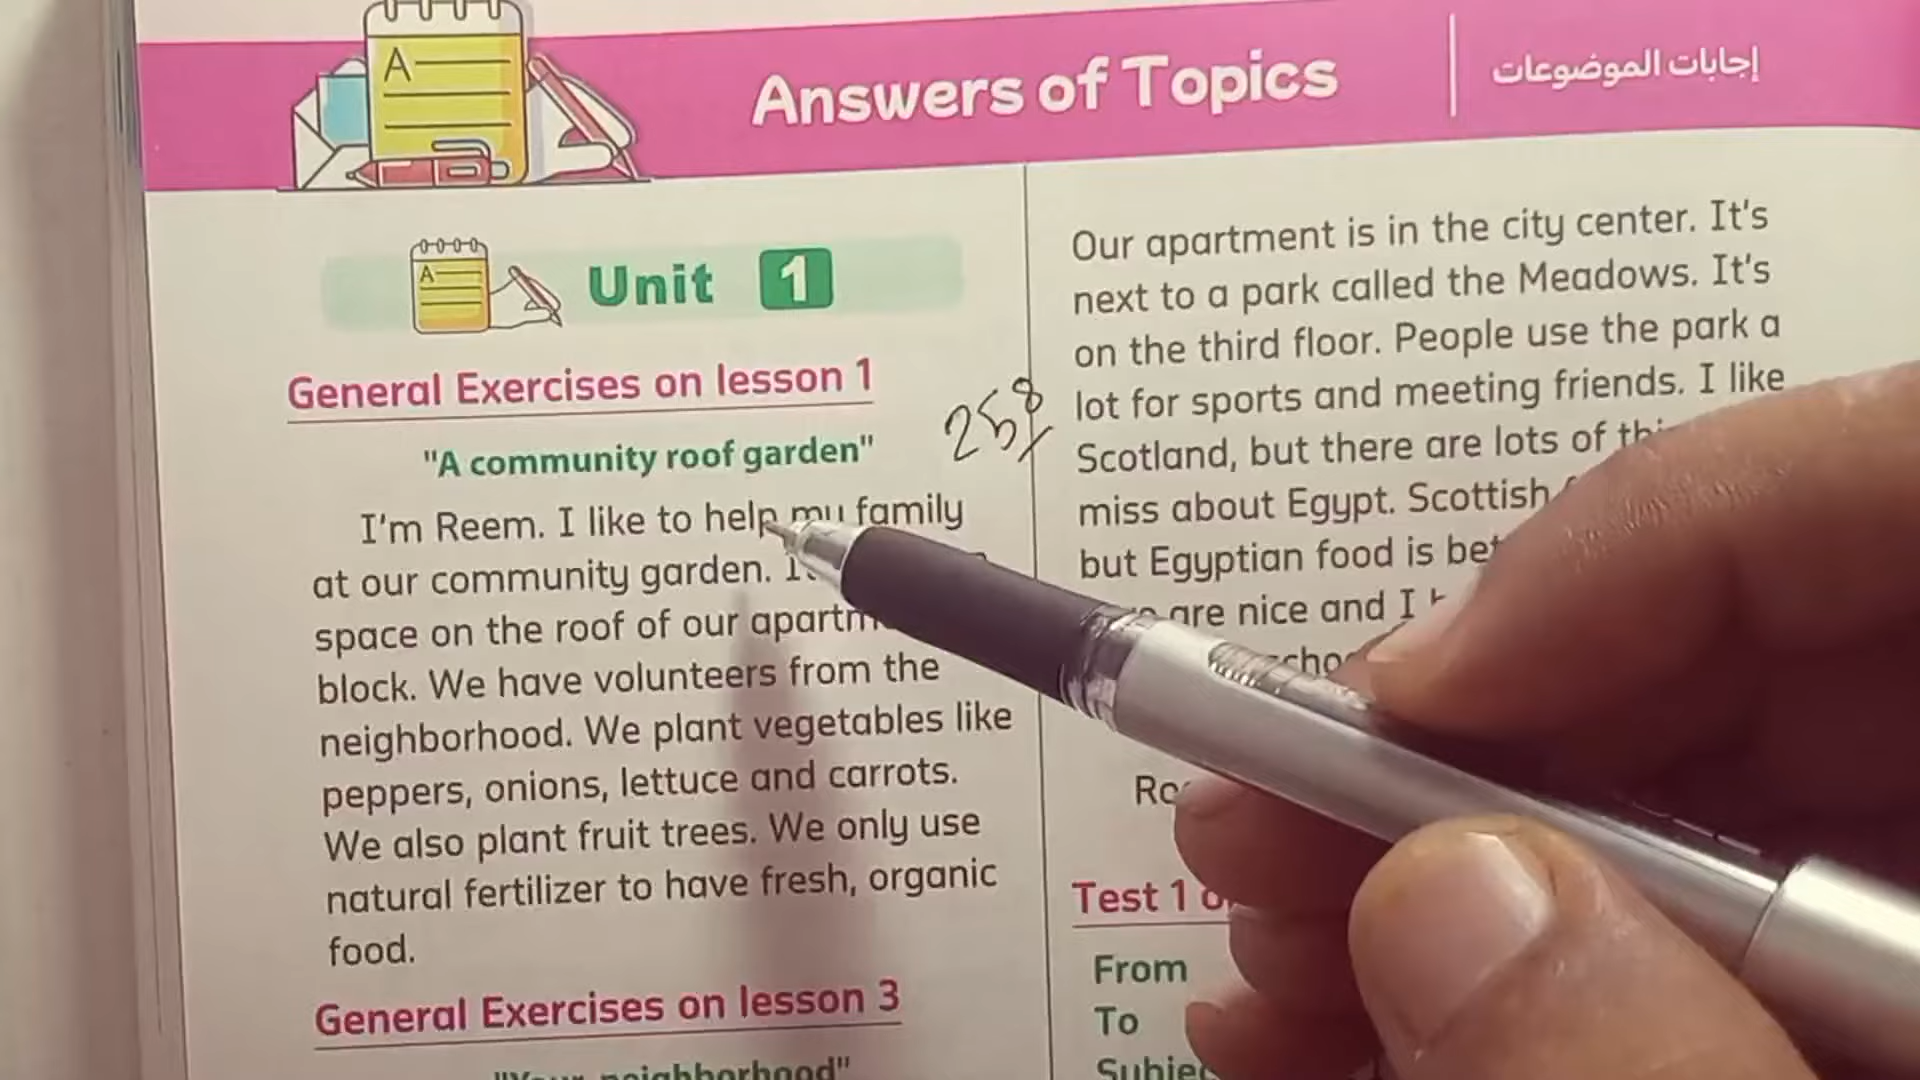 Answers of Topics
إجابات الموضوعات
Unit 1
General Exercises on lesson 1
"A community roof garden"
I'm Reem. I like to help my family
at our community garden.
space on the roof of our
block. We have volunteers from the
neighborhood. We plant vegetables like
peppers, onions, lettuce and carrots.
We also plant fruit trees. We only use
natural fertilizer to have fresh, organic
food.
General Exercises on lesson 3
neighborhood"
258
Our apartment is in the city center. It's
next to a park called the Meadows. It's
on the third floor. People use the park a
lot for sports and meeting friends. I like
Scotland, but there are lots of
miss about Egypt. Scottish
but Egyptian food is
are nice and I
Test 1
From
To